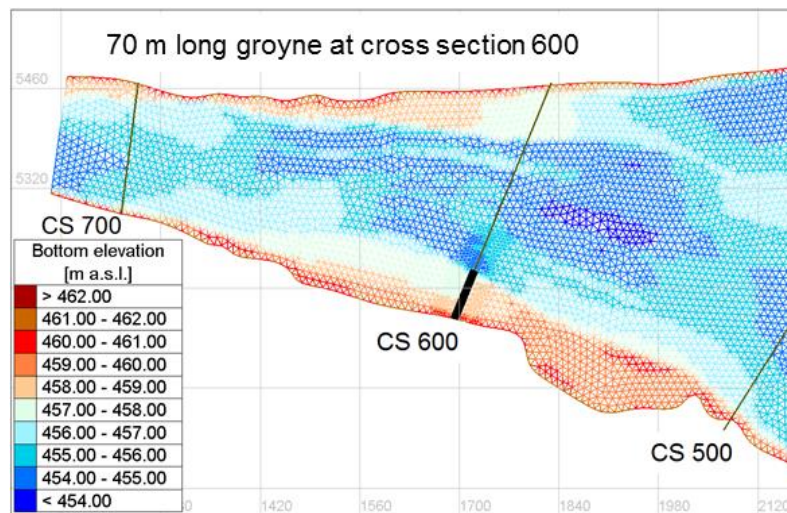 70 m long groyne at cross section 600
5460
5320
CS 700
CS 600
CS 500
Bottom elevation
[m a.s.l.]
> 462.00
461.00 - 462.00
460.00 - 461.00
459.00 - 460.00
458.00 - 459.00
457.00 - 458.00
456.00 - 457.00
455.00 - 456.00
454.00 - 455.00
< 454.00
1420 1560 1700 1840 1980 2120